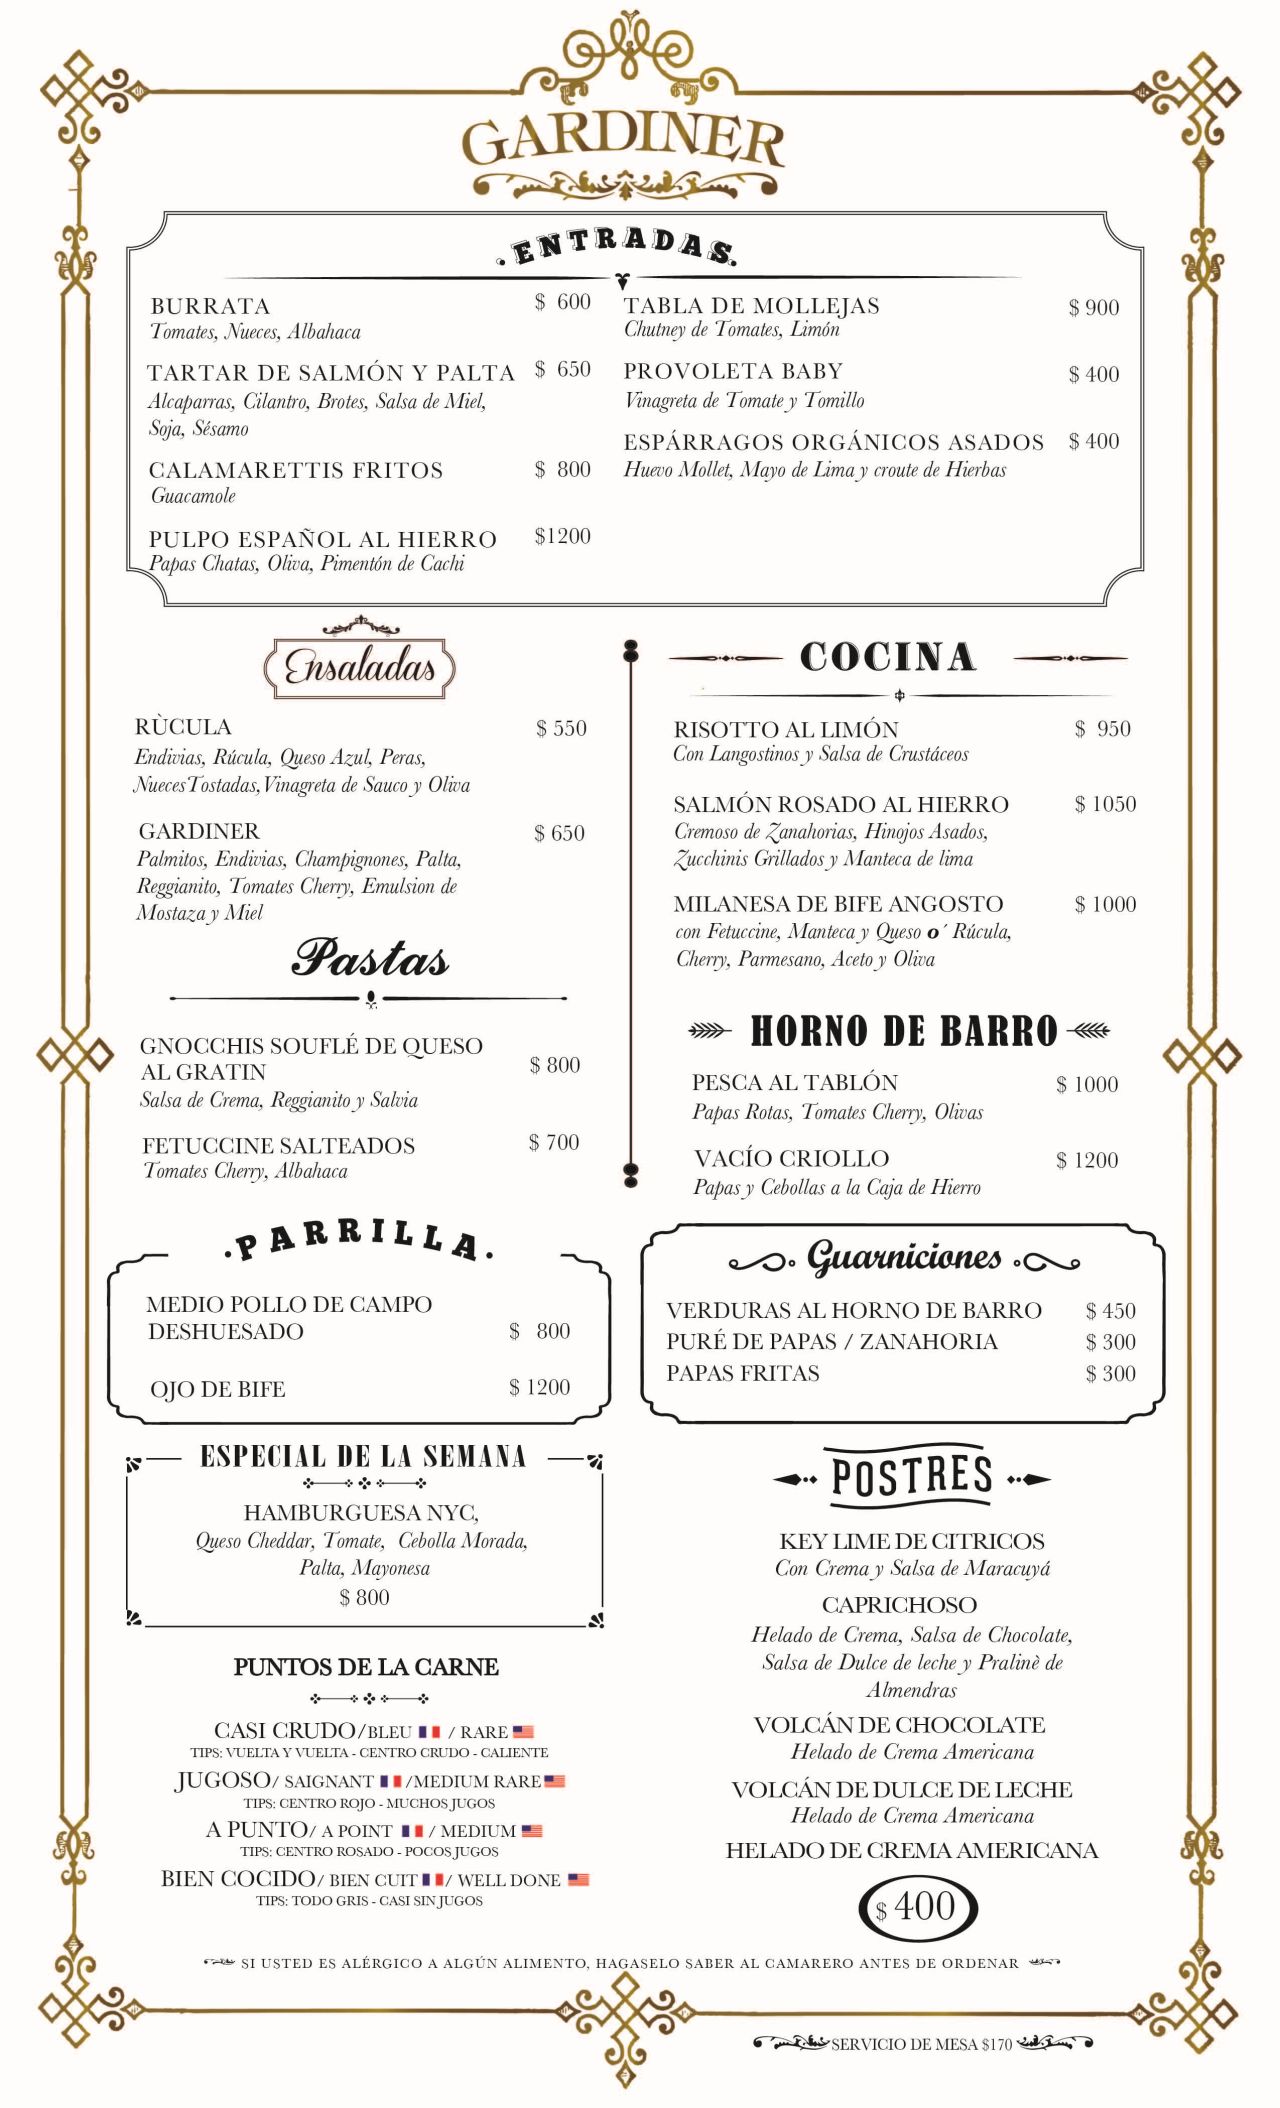 GARDINER
. ENTRADAS.
BURRATA $ 600
Tomates, Nueces, Albahaca
TARTAR DE SALMÓN Y PALTA $ 650
Alcaparras, Cilantro, Brotes, Salsa de Miel,
Soja, Sésamo
CALAMARETTIS FRITOS $ 800
Guacamole
PULPO ESPAÑOL AL HIERRO $1200
Papas Chatas, Oliva, Pimentón de Cachi
TABLA DE MOLLEJAS $ 900
Chutney de Tomates, Limón
PROVOLETA BABY $ 400
Vinagreta de Tomate y Tomillo
ESPÁRRAGOS ORGÁNICOS ASADOS $ 400
Huevo Mollet, Mayo de Lima y croute de Hierbas
Ensaladas
RÙCULA $ 550
Endivias, Rúcula, Queso Azul, Peras,
NuecesTostadas,Vinagreta de Sauco y Oliva
GARDINER $ 650
Palmitos, Endivias, Champignones, Palta,
Reggianito, Tomates Cherry, Emulsion de
Mostaza y Miel
Pastas
GNOCCHIS SOUFLÉ DE QUESO
AL GRATIN $ 800
Salsa de Crema, Reggianito y Salvia
FETUCCINE SALTEADOS $ 700
Tomates Cherry, Albahaca
COCINA
RISOTTO AL LIMÓN $ 950
Con Langostinos y Salsa de Crustáceos
SALMÓN ROSADO AL HIERRO $ 1050
Cremoso de Zanahorias, Hinojos Asados,
Zucchinis Grillados y Manteca de lima
MILANESA DE BIFE ANGOSTO $ 1000
con Fetuccine, Manteca y Queso o´ Rúcula,
Cherry, Parmesano, Aceto y Oliva
HORNO DE BARRO
PESCA AL TABLÓN $ 1000
Papas Rotas, Tomates Cherry, Olivas
VACÍO CRIOLLO $ 1200
Papas y Cebollas a la Caja de Hierro
.PARRILLA.
MEDIO POLLO DE CAMPO
DESHUESADO $ 800
OJO DE BIFE $ 1200
Guarniciones
VERDURAS AL HORNO DE BARRO $ 450
PURÉ DE PAPAS / ZANAHORIA $ 300
PAPAS FRITAS $ 300
ESPECIAL DE LA SEMANA
HAMBURGUESA NYC,
Queso Cheddar, Tomate, Cebolla Morada,
Palta, Mayonesa
$ 800
PUNTOS DE LA CARNE
CASI CRUDO/BLEU / RARE
TIPS: VUELTA Y VUELTA - CENTRO CRUDO - CALIENTE
JUGOSO/ SAIGNANT /MEDIUM RARE
TIPS: CENTRO ROJO - MUCHOS JUGOS
A PUNTO/ A POINT / MEDIUM
TIPS: CENTRO ROSADO - POCOS JUGOS
BIEN COCIDO/ BIEN CUIT / WELL DONE
TIPS: TODO GRIS - CASI SIN JUGOS
POSTRES
KEY LIME DE CITRICOS
Con Crema y Salsa de Maracuyá
CAPRICHOSO
Helado de Crema, Salsa de Chocolate,
Salsa de Dulce de leche y Pralinè de
Almendras
VOLCÁN DE CHOCOLATE
Helado de Crema Americana
VOLCÁN DE DULCE DE LECHE
Helado de Crema Americana
HELADO DE CREMA AMERICANA
$ 400
SI USTED ES ALÉRGICO A ALGÚN ALIMENTO, HAGASELO SABER AL CAMARERO ANTES DE ORDENAR
SERVICIO DE MESA $170